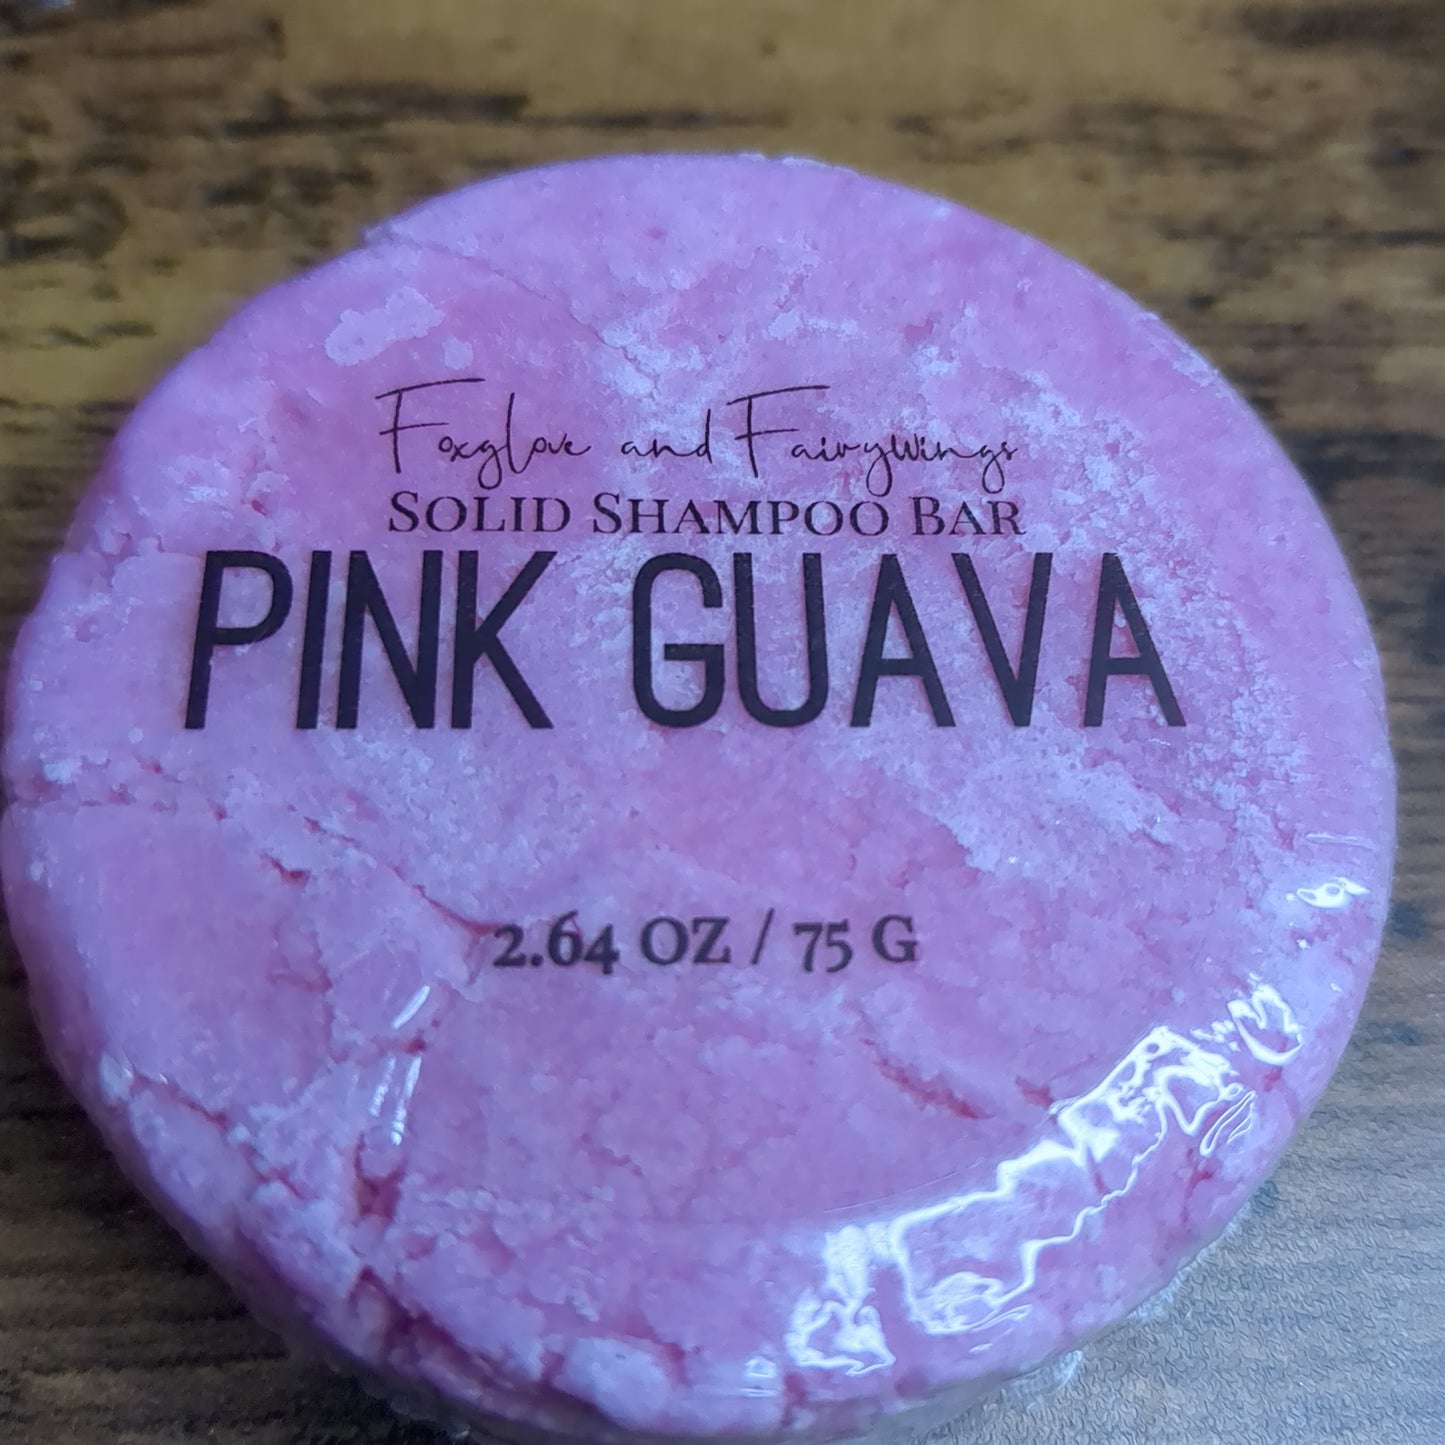 Foxglove and Fairywings
SOLID SHAMPOO BAR
PINK GUAVA
2.64 OZ / 75 G